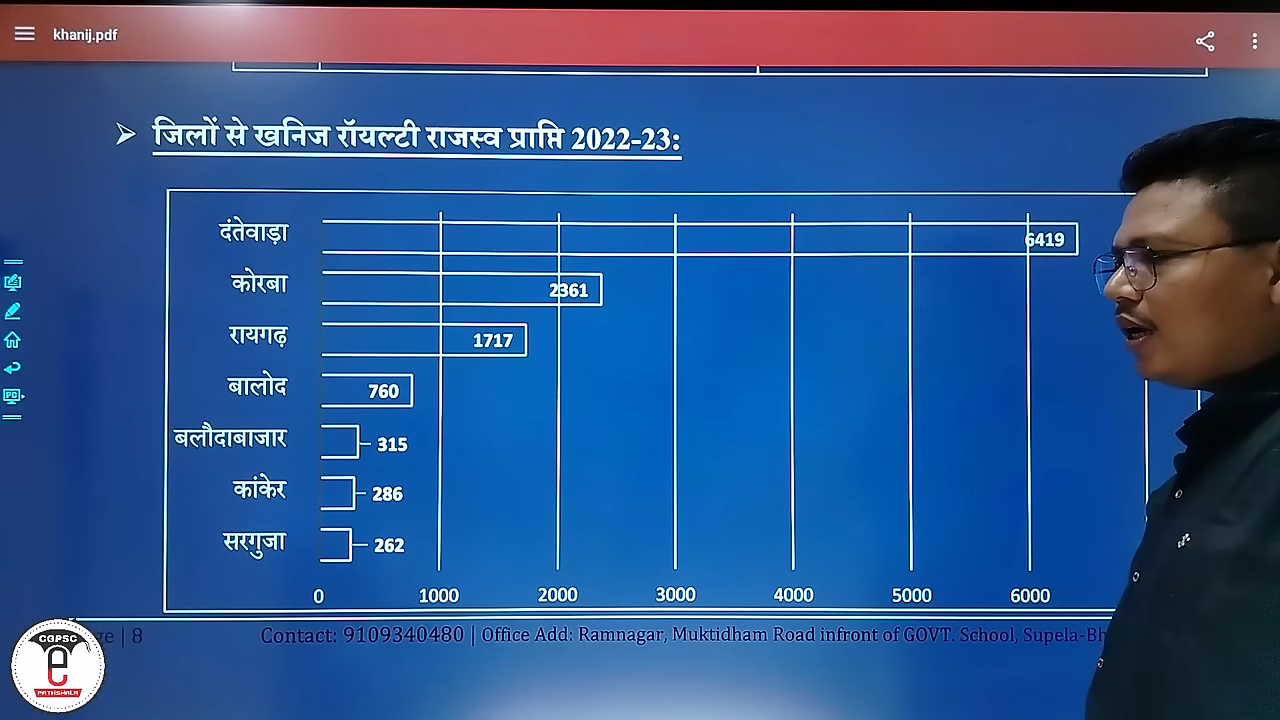 khanij.pdf
➢ जिलों से खनिज रॉयल्टी राजस्व प्राप्ति 2022-23:
दंतेवाड़ा 6419
कोरबा 2361
रायगढ़ 1717
बालोद 760
बलौदाबाजार 315
कांकेर 286
सरगुजा 262
0 1000 2000 3000 4000 5000 6000
| 8 Contact: 9109340480 | Office Add: Ramnagar, Muktidham Road infront of GOVT. School,
CGPSC
e
PATHSHALA